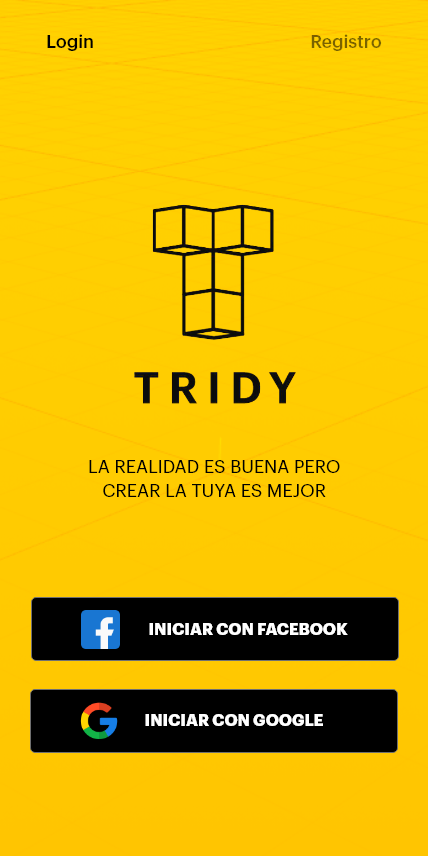 Login
Registro
TRIDY
LA REALIDAD ES BUENA PERO
CREAR LA TUYA ES MEJOR
INICIAR CON FACEBOOK
INICIAR CON GOOGLE